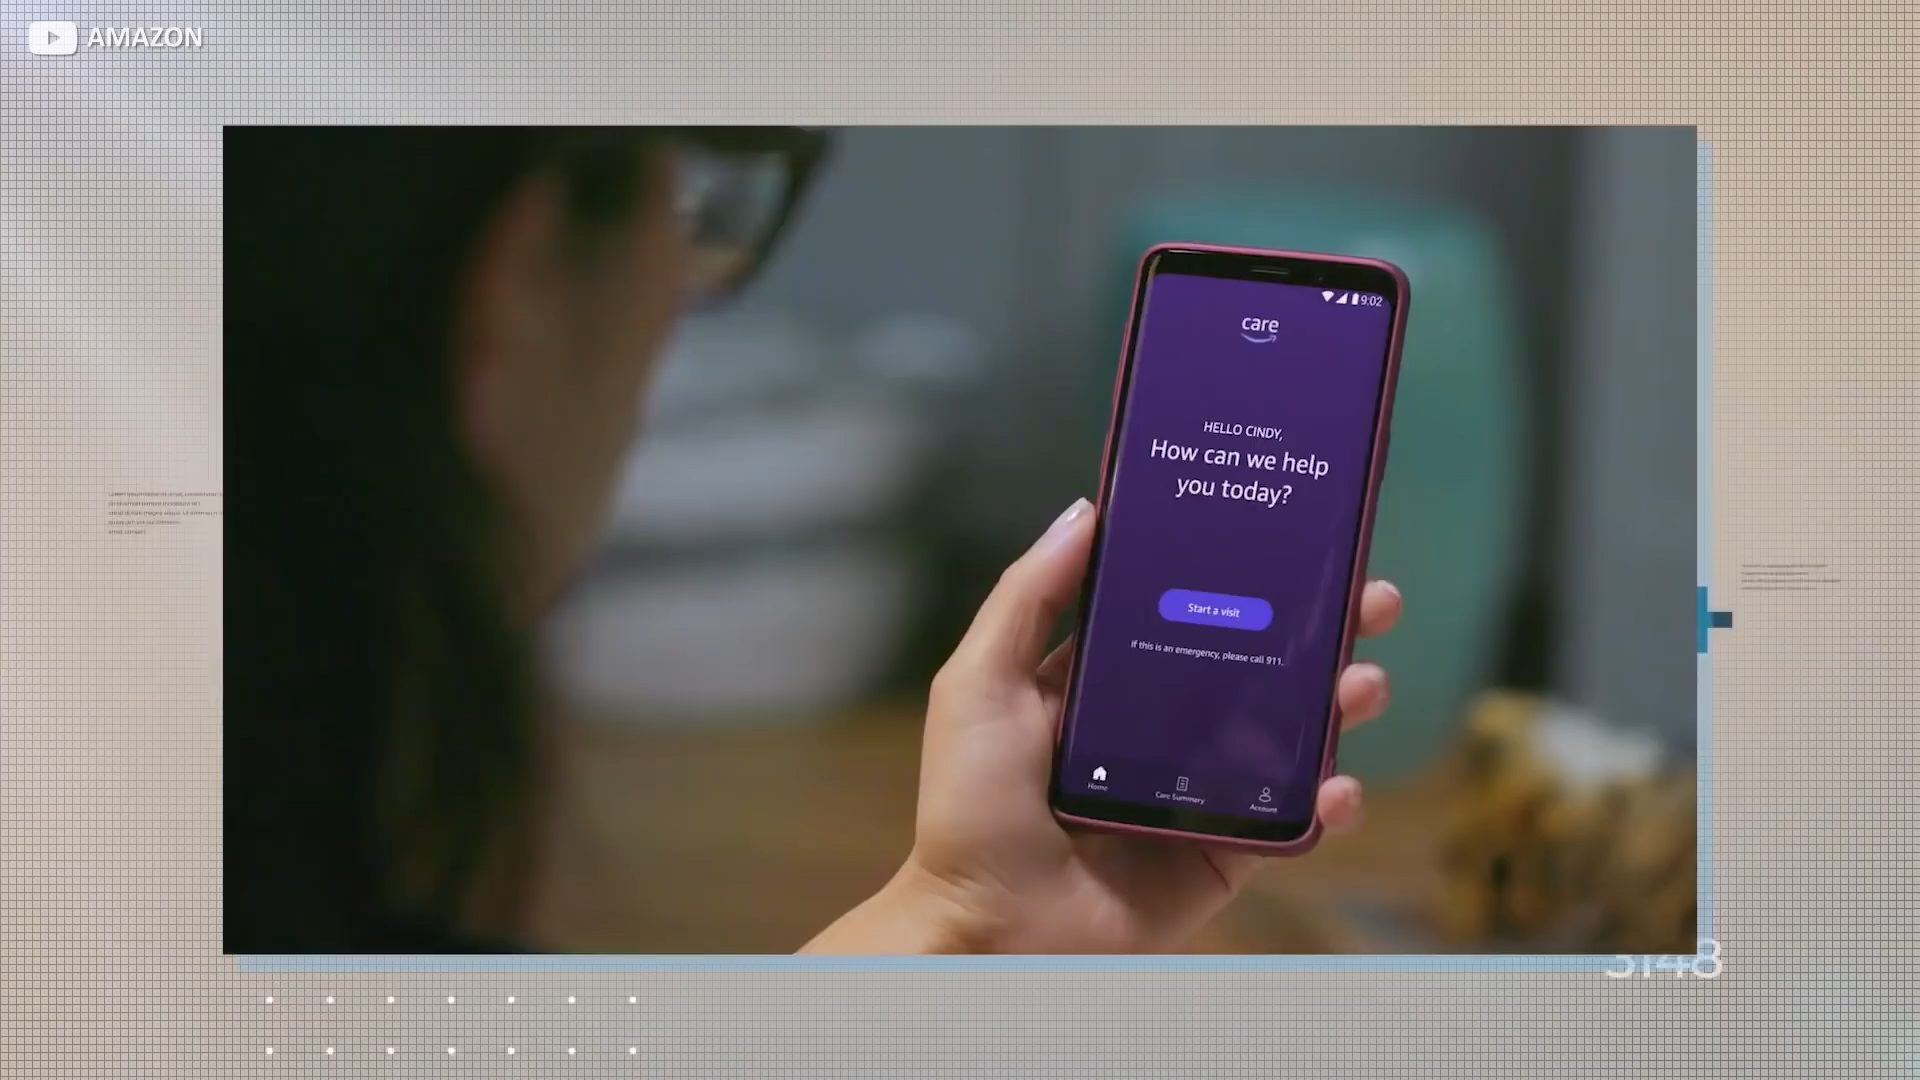 AMAZON
9:02
care
HELLO CINDY,
How can we help
you today?
Start a visit
If this is an emergency, please call 911.
Home
Care Summary
Account
3148